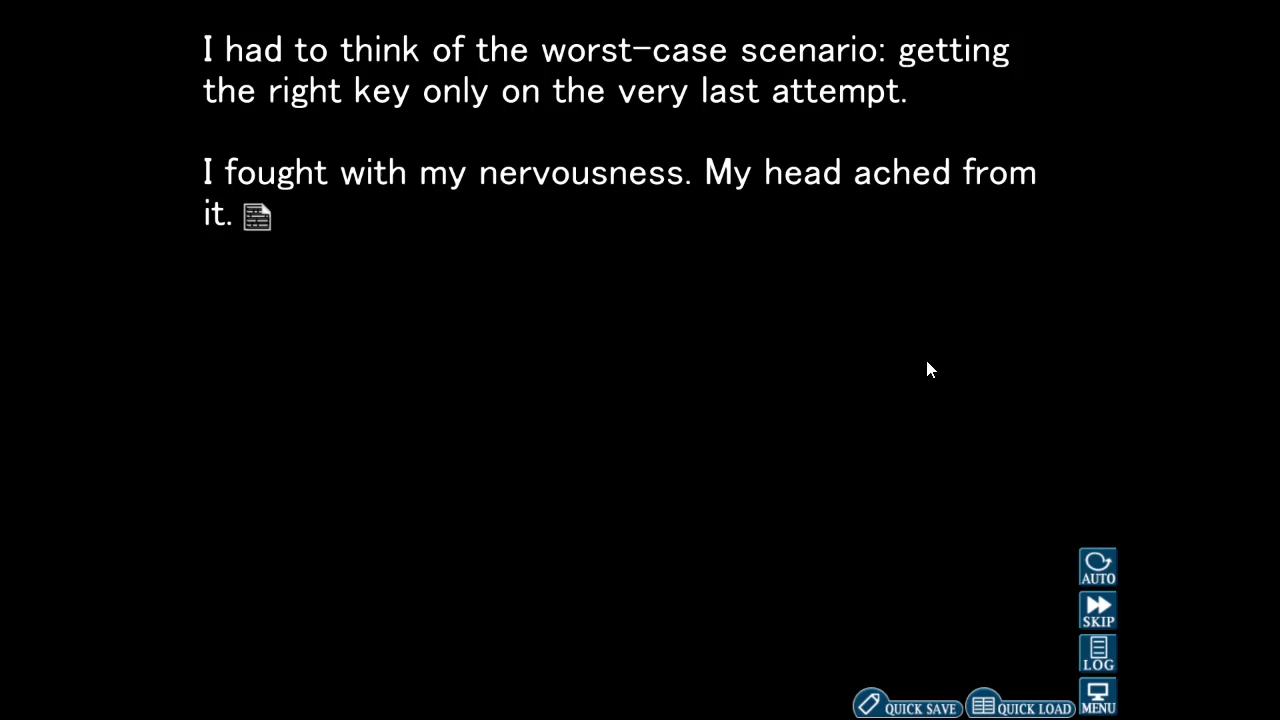 I had to think of the worst-case scenario: getting
the right key only on the very last attempt.
I fought with my nervousness. My head ached from
it.
AUTO
SKIP
LOG
MENU
QUICK SAVE
QUICK LOAD